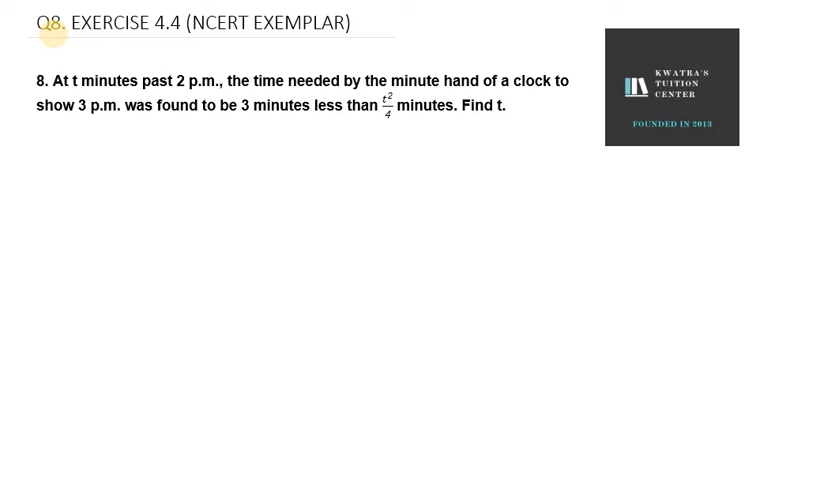 Q8. EXERCISE 4.4 (NCERT EXEMPLAR)
8. At t minutes past 2 p.m., the time needed by the minute hand of a clock to
show 3 p.m. was found to be 3 minutes less than t²/4 minutes. Find t.
KWATRA'S
TUITION
CENTER
FOUNDED IN 2013